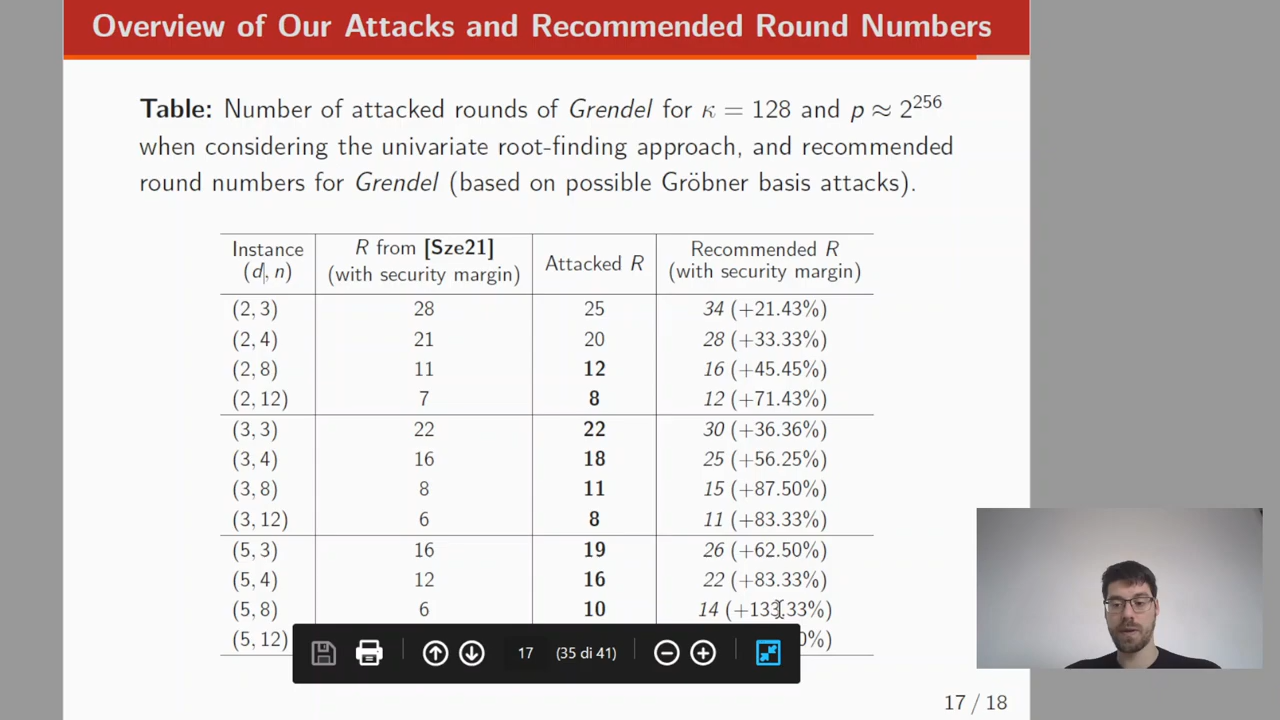 Overview of Our Attacks and Recommended Round Numbers
Table: Number of attacked rounds of Grendel for κ = 128 and p ≈ 2^256
when considering the univariate root-finding approach, and recommended
round numbers for Grendel (based on possible Gröbner basis attacks).
Instance (d, n) R from [Sze21] (with security margin) Attacked R Recommended R (with security margin)
(2, 3) 28 25 34 (+21.43%)
(2, 4) 21 20 28 (+33.33%)
(2, 8) 11 12 16 (+45.45%)
(2, 12) 7 8 12 (+71.43%)
(3, 3) 22 22 30 (+36.36%)
(3, 4) 16 18 25 (+56.25%)
(3, 8) 8 11 15 (+87.50%)
(3, 12) 6 8 11 (+83.33%)
(5, 3) 16 19 26 (+62.50%)
(5, 4) 12 16 22 (+83.33%)
(5, 8) 6 10 14 (+133.33%)
(5, 12) 0%)
17 (35 di 41)
17 / 18